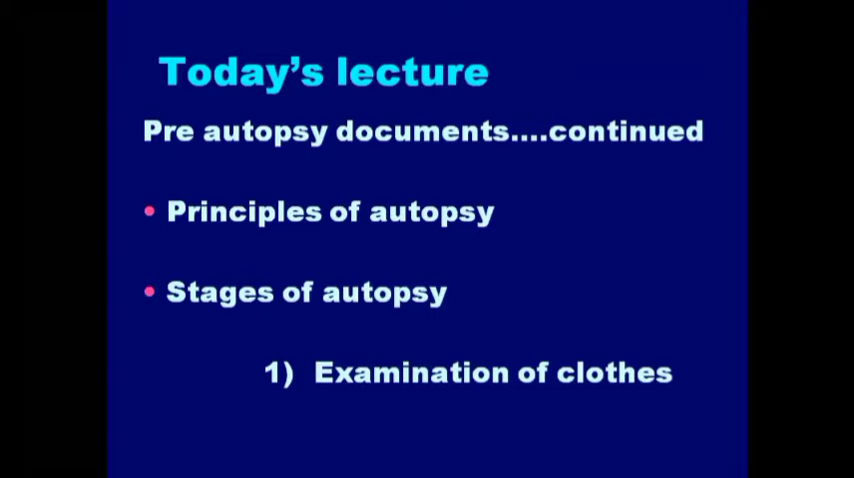 Today's lecture
Pre autopsy documents....continued
• Principles of autopsy
• Stages of autopsy
1) Examination of clothes